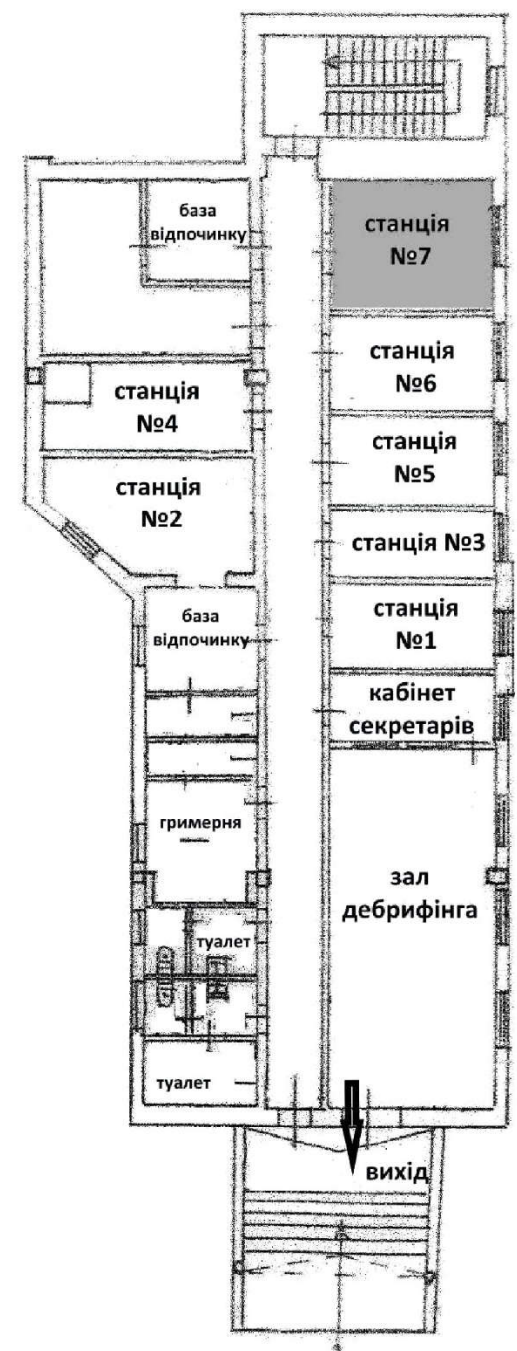 база
відпочинку
станція
№7
станція
№6
станція
№4
станція
№5
станція
№2
станція №3
станція
№1
база
відпочинку
кабінет
секретарів
гримерня
зал
дебрифінга
туалет
туалет
вихід